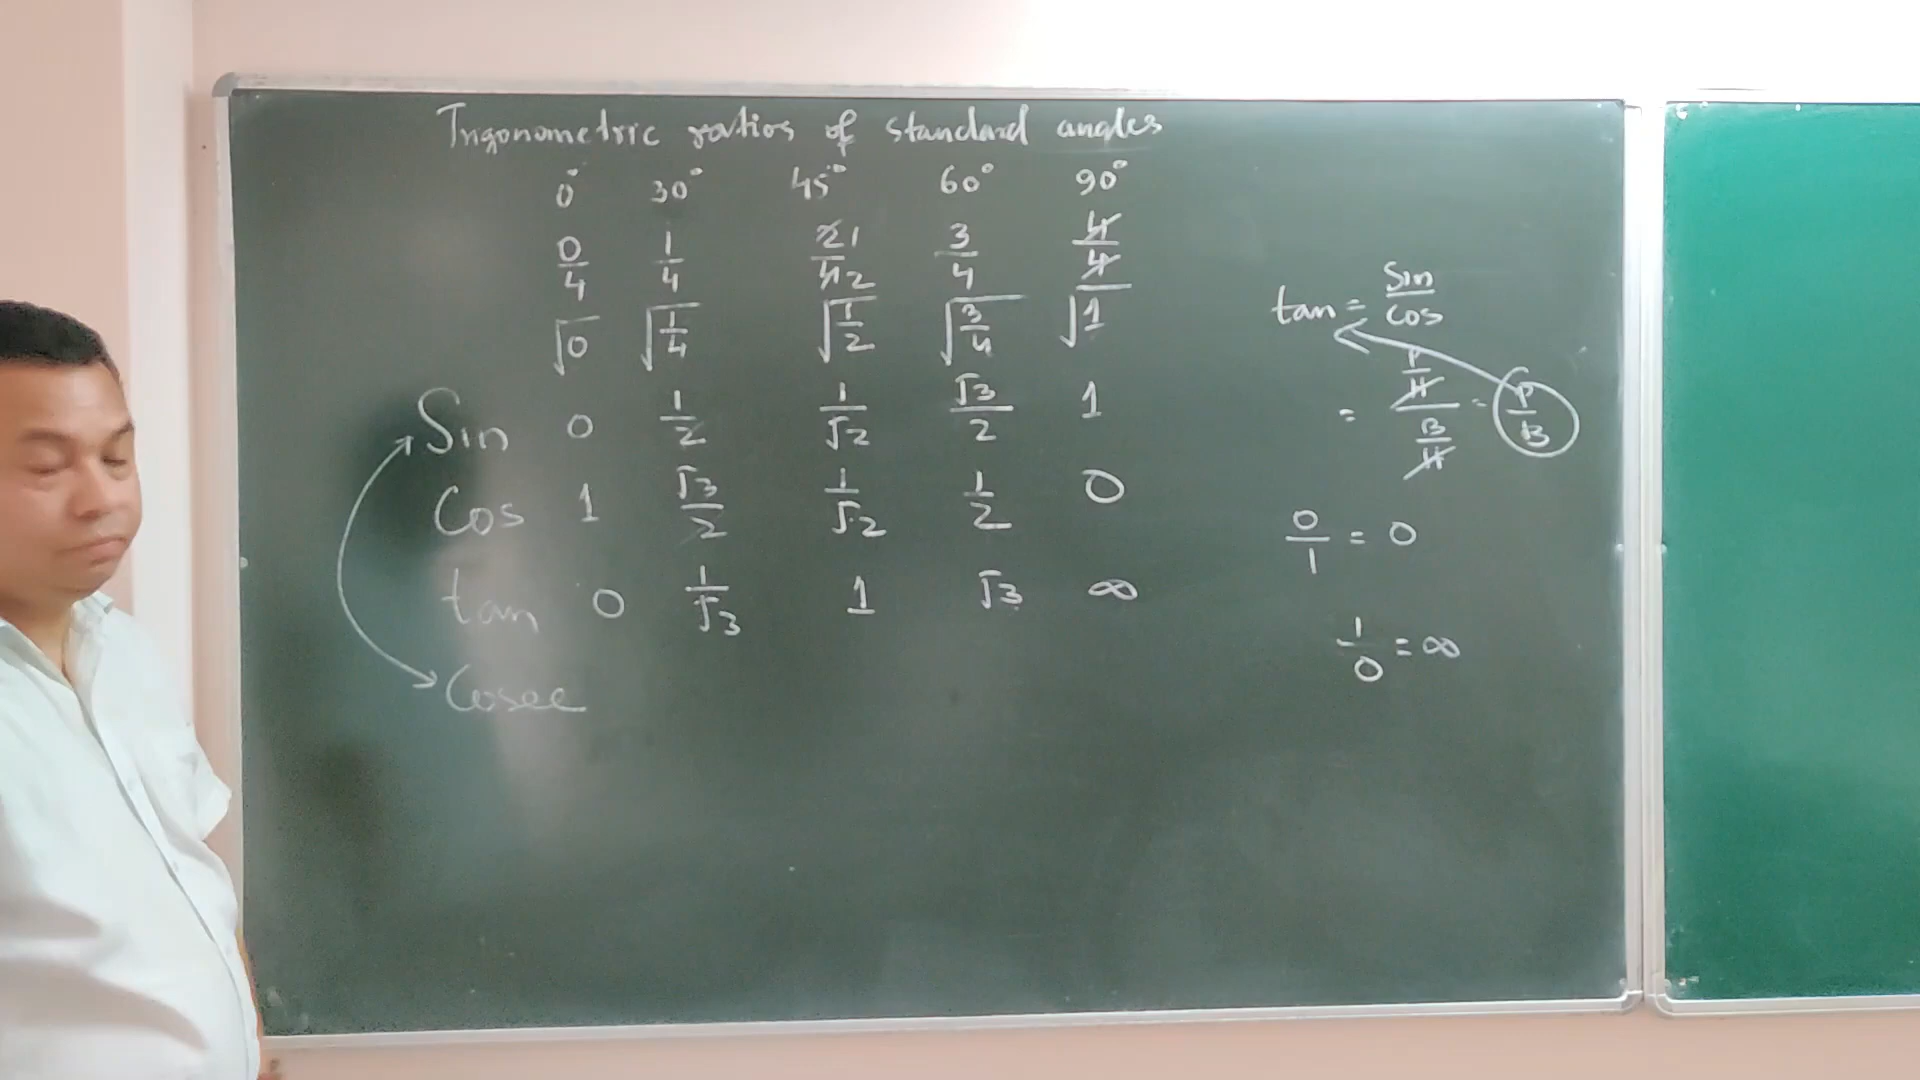 Trigonometric ratios of standard angles
0° 30° 45° 60° 90°
0/4 1/4 21/42 3/4 4/4
√0 √1/4 √1/2 √3/4 √1
Sin 0 1/2 1/√2 √3/2 1
Cos 1 √3/2 1/√2 1/2 0
tan 0 1/√3 1 √3 ∞
Cosec
tan = Sin/Cos
= P/H / B/H = P/B
0/1 = 0
1/0 = ∞